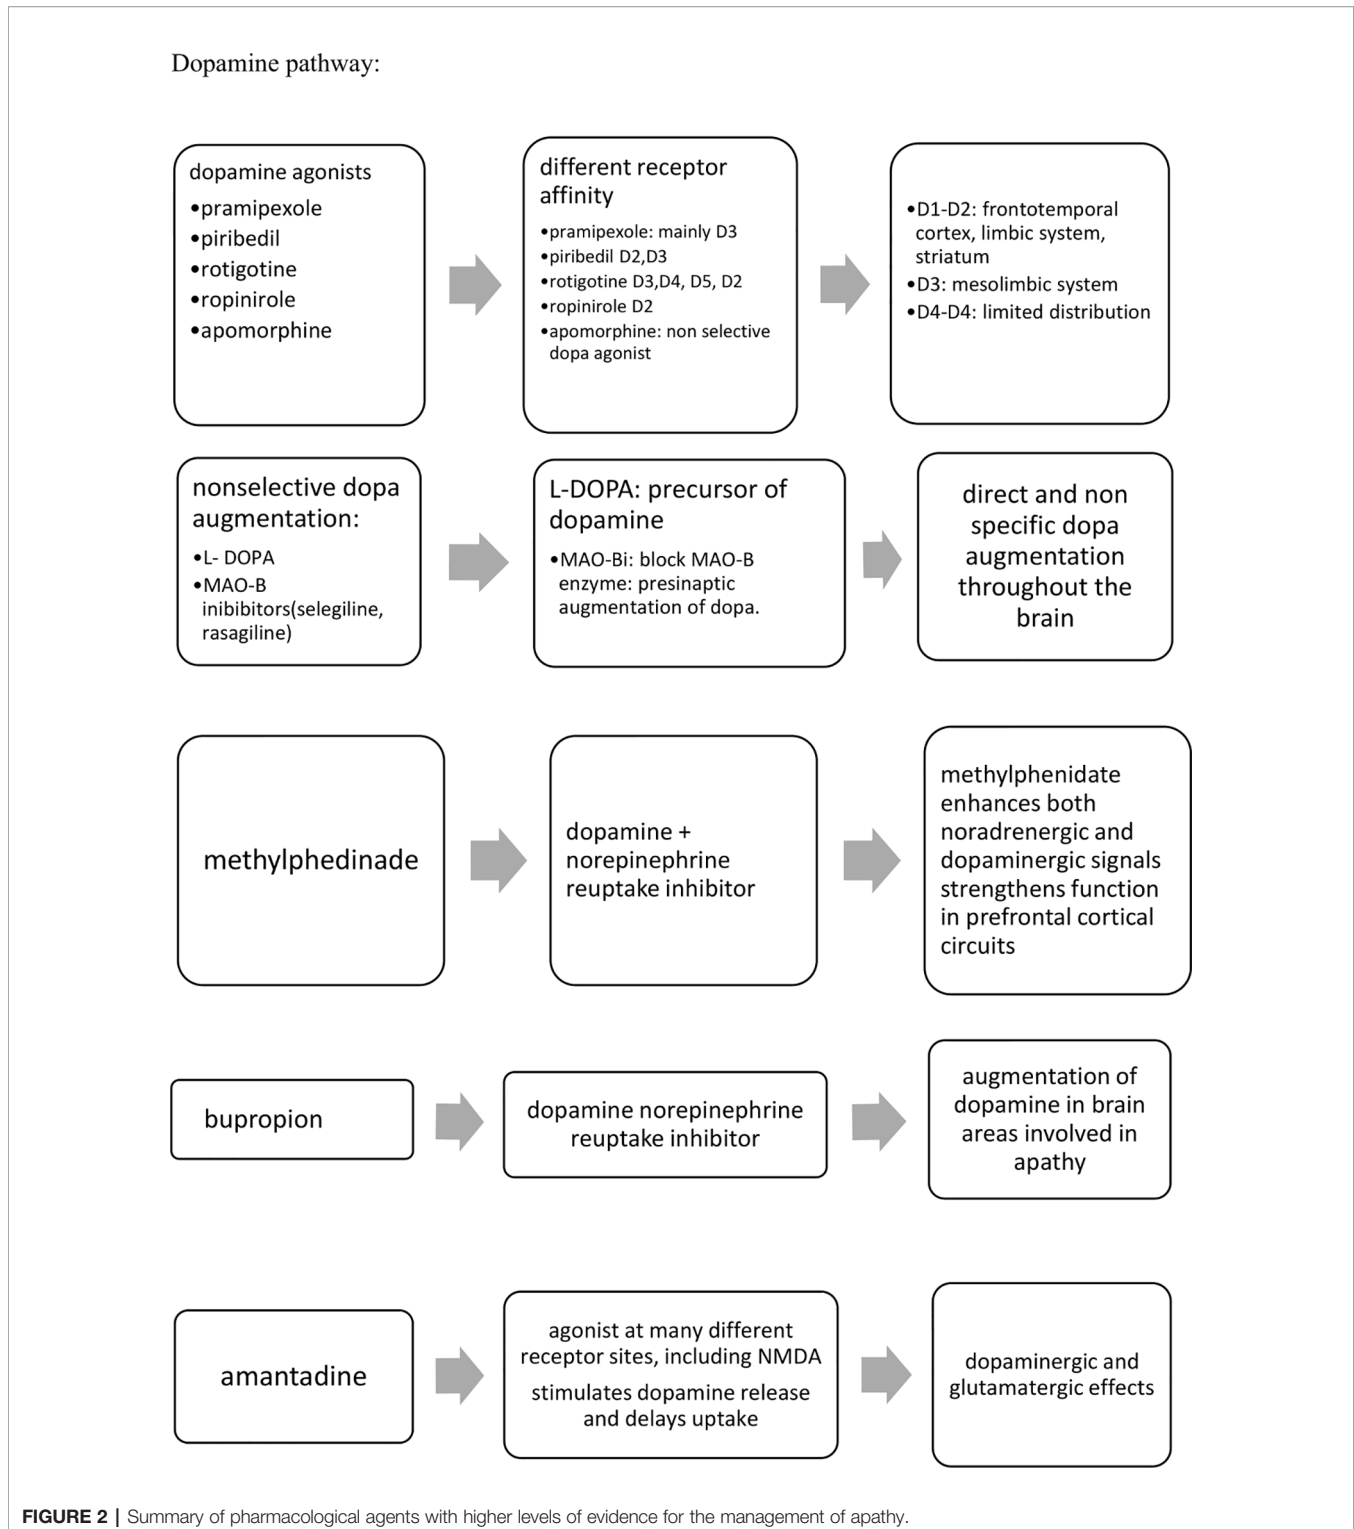 Dopamine pathway:
dopamine agonists
•pramipexole
•piribedil
•rotigotine
•ropinirole
•apomorphine
different receptor
affinity
•pramipexole: mainly D3
•piribedil D2,D3
•rotigotine D3,D4, D5, D2
•ropinirole D2
•apomorphine: non selective
dopa agonist
•D1-D2: frontotemporal
cortex, limbic system,
striatum
•D3: mesolimbic system
•D4-D4: limited distribution
nonselective dopa
augmentation:
•L- DOPA
•MAO-B
inibibitors(selegiline,
rasagiline)
L-DOPA: precursor of
dopamine
•MAO-Bi: block MAO-B
enzyme: presinaptic
augmentation of dopa.
direct and non
specific dopa
augmentation
throughout the
brain
methylphedinade
dopamine +
norepinephrine
reuptake inhibitor
methylphenidate
enhances both
noradrenergic and
dopaminergic signals
strengthens function
in prefrontal cortical
circuits
bupropion
dopamine norepinephrine
reuptake inhibitor
augmentation of
dopamine in brain
areas involved in
apathy
amantadine
agonist at many different
receptor sites, including NMDA
stimulates dopamine release
and delays uptake
dopaminergic and
glutamatergic effects
FIGURE 2 | Summary of pharmacological agents with higher levels of evidence for the management of apathy.